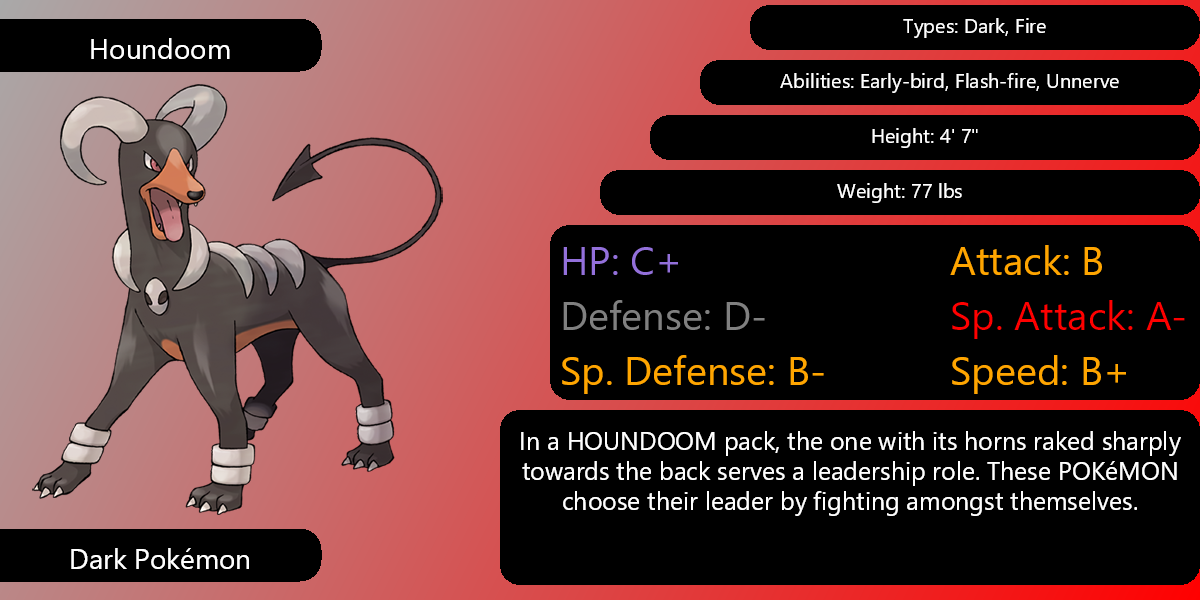 Houndoom
Types: Dark, Fire
Abilities: Early-bird, Flash-fire, Unnerve
Height: 4' 7"
Weight: 77 lbs
HP: C+
Attack: B
Defense: D-
Sp. Attack: A-
Sp. Defense: B-
Speed: B+
In a HOUNDOOM pack, the one with its horns raked sharply
towards the back serves a leadership role. These POKéMON
choose their leader by fighting amongst themselves.
Dark Pokémon